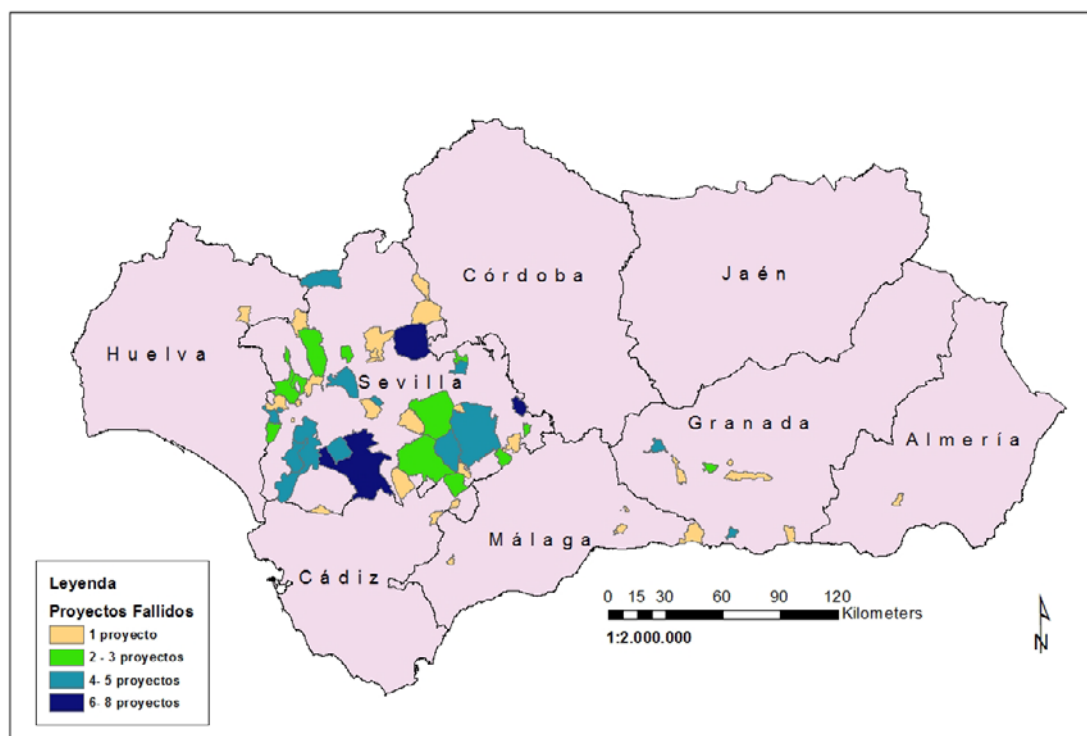 Córdoba
Jaén
Huelva
Sevilla
Granada
Almería
Málaga
Cádiz
Leyenda
Proyectos Fallidos
1 proyecto
2 - 3 proyectos
4- 5 proyectos
6- 8 proyectos
0 15 30 60 90 120
Kilometers
1:2.000.000
N